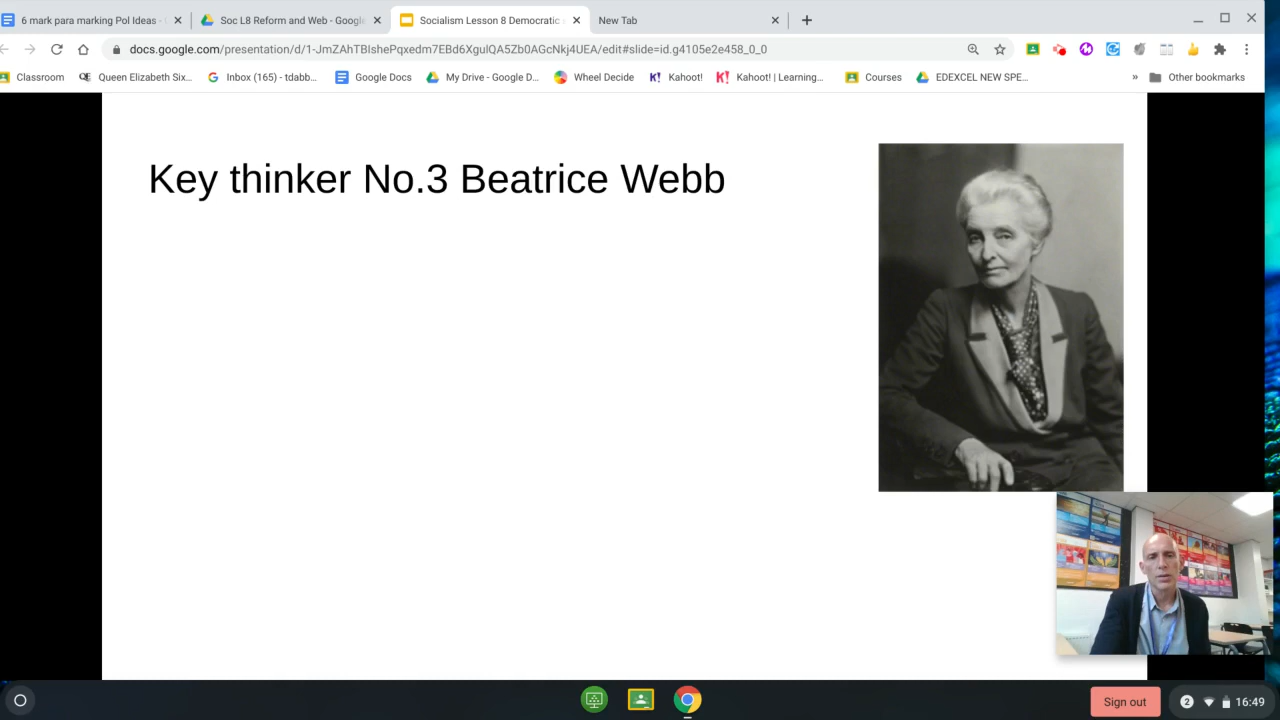 6 mark para marking Pol Ideas -
Soc L8 Reform and Web - Google
Socialism Lesson 8 Democratic
New Tab
docs.google.com/presentation/d/1-JmZAhTBIshePqxedm7EBd6XguIQA5Zb0AGcNkj4UEA/edit#slide=id.g4105e2e458_0_0
Classroom
Queen Elizabeth Six...
Inbox (165) - tdabb...
Google Docs
My Drive - Google D...
Wheel Decide
Kahoot!
Kahoot! | Learning...
Courses
EDEXCEL NEW SPE...
»
Other bookmarks
Key thinker No.3 Beatrice Webb
Sign out
2
16:49